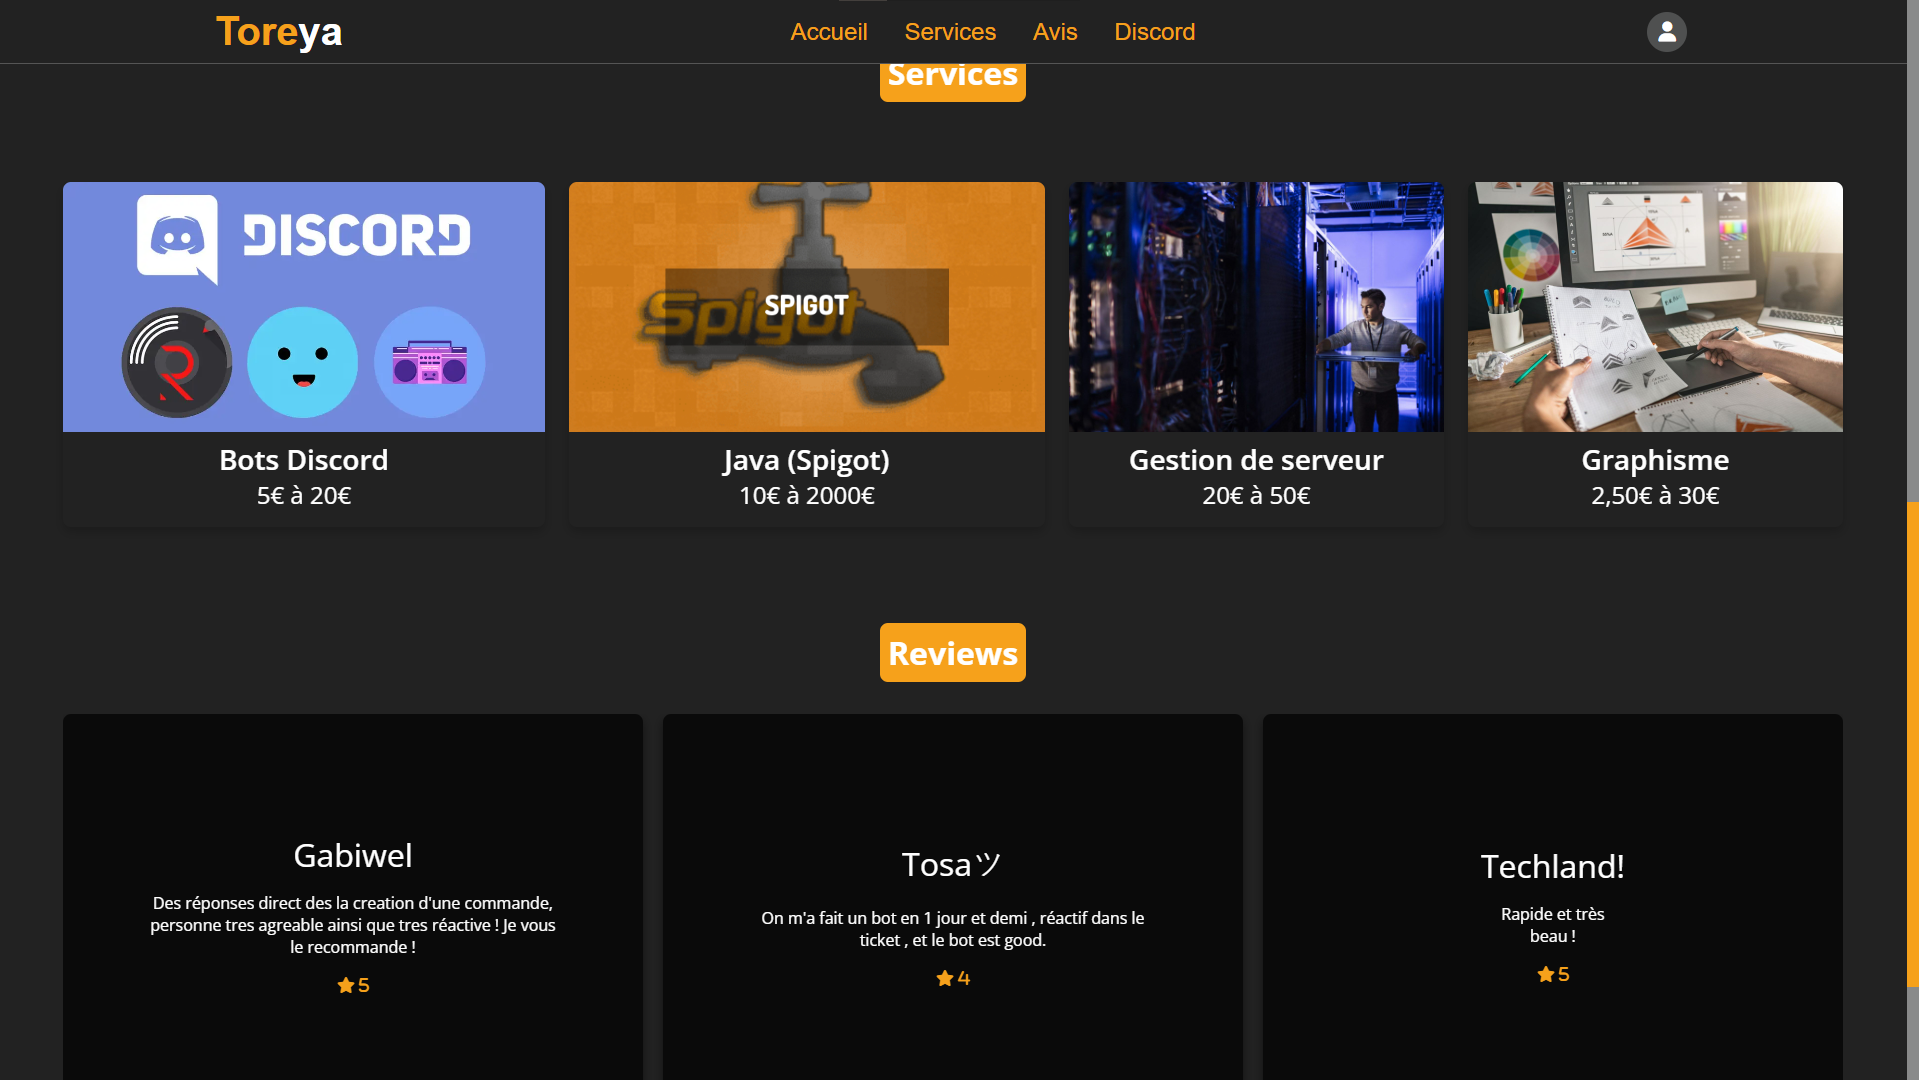 Toreya
Accueil
Services
Avis
Discord
Services
DISCORD
Spigot
SPIGOT
Bots Discord
5€ à 20€
Java (Spigot)
10€ à 2000€
Gestion de serveur
20€ à 50€
Graphisme
2,50€ à 30€
Reviews
Gabiwel
Des réponses direct des la creation d'une commande,
personne tres agreable ainsi que tres réactive ! Je vous
le recommande !
5
Tosaツ
On m'a fait un bot en 1 jour et demi , réactif dans le
ticket , et le bot est good.
4
Techland!
Rapide et très
beau !
5